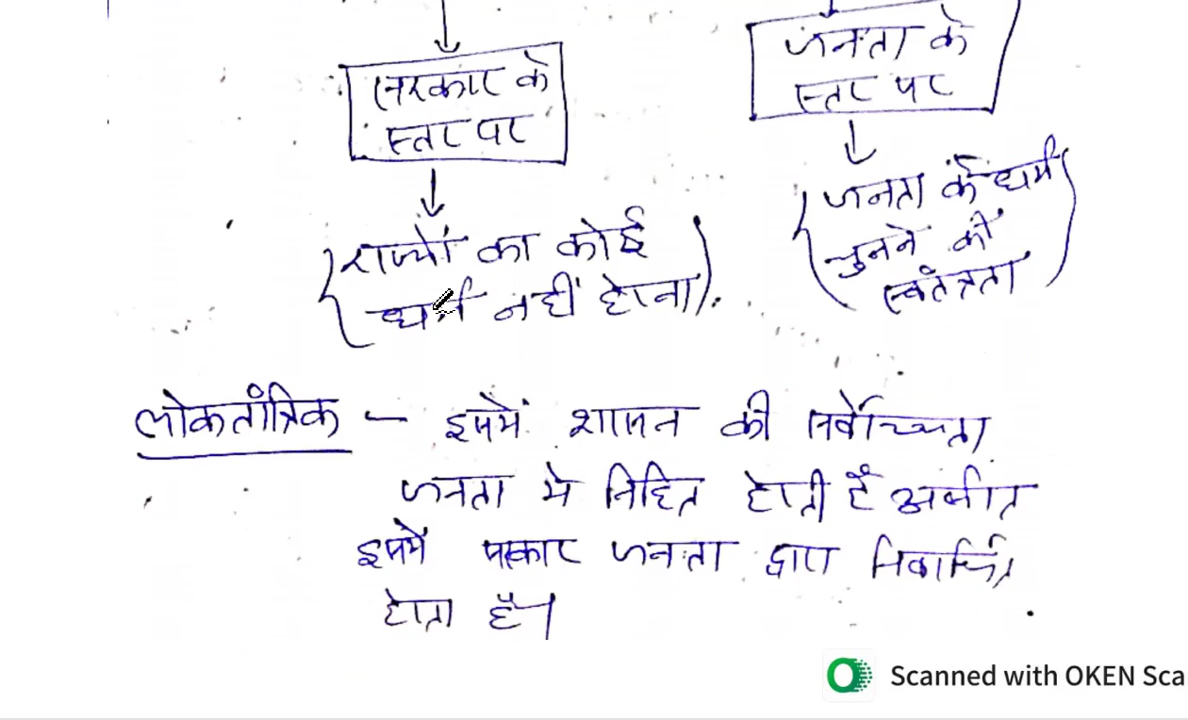 सरकार के
स्तर पर
जनता के
स्तर पर
राज्यों का कोई
धर्म नहीं होना
जनता के धर्म
चुनने की
स्वतंत्रता
लोकतांत्रिक - इसमें शासन की सर्वोच्चता
जनता मे निहित होती हैं अर्थात
इसमें सरकार जनता द्वारा निर्वाचित
होता हैं।
Scanned with OKEN Sca